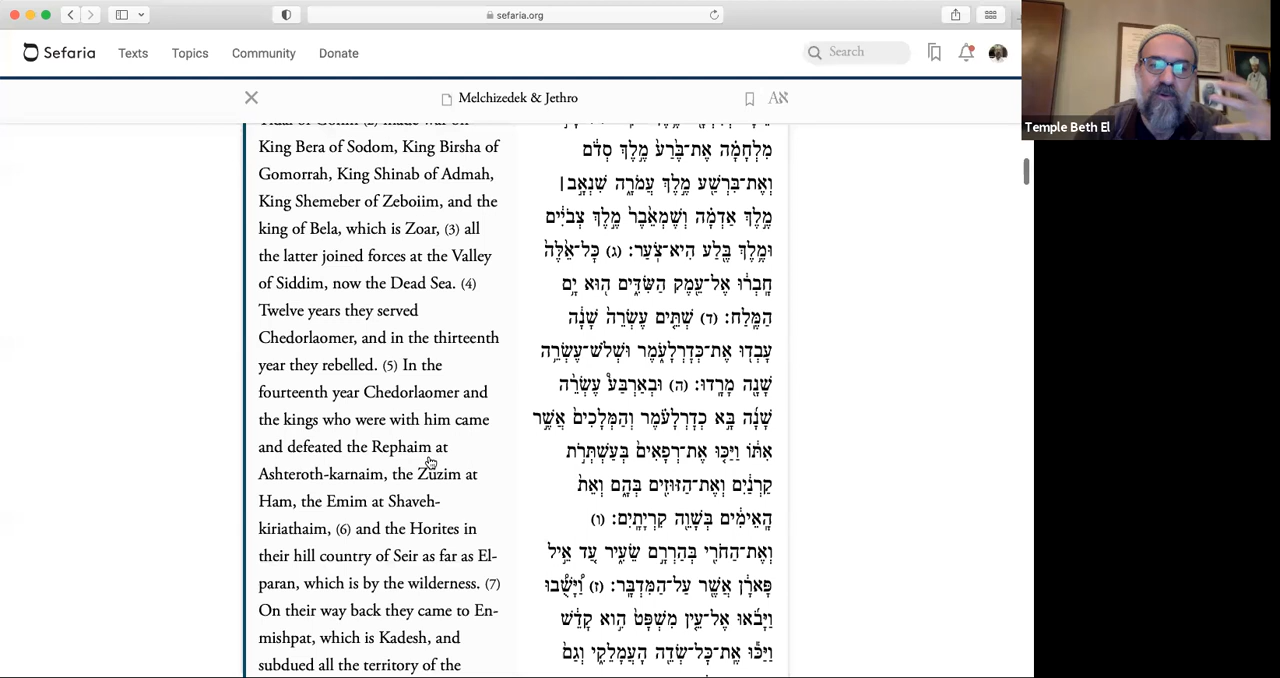 sefaria.org
Sefaria
Texts
Topics
Community
Donate
Search
Melchizedek & Jethro
Temple Beth El
King Bera of Sodom, King Birsha of
Gomorrah, King Shinab of Admah,
King Shemeber of Zeboiim, and the
king of Bela, which is Zoar, (3) all
the latter joined forces at the Valley
of Siddim, now the Dead Sea. (4)
Twelve years they served
Chedorlaomer, and in the thirteenth
year they rebelled. (5) In the
fourteenth year Chedorlaomer and
the kings who were with him came
and defeated the Rephaim at
Ashteroth-karnaim, the Zuzim at
Ham, the Emim at Shaveh-
kiriathaim, (6) and the Horites in
their hill country of Seir as far as El-
paran, which is by the wilderness. (7)
On their way back they came to En-
mishpat, which is Kadesh, and
subdued all the territory of the
מִלְחָמָ֗ה אֶת־בֶּ֙רַע֙ מֶ֣לֶךְ סְדֹ֔ם
וְאֶת־בִּרְשַׁ֖ע מֶ֣לֶךְ עֲמֹרָ֑ה שִׁנְאָ֣ב ׀
מֶ֣לֶךְ אַדְמָ֗ה וְשֶׁמְאֵ֙בֶר֙ מֶ֣לֶךְ צְבֹיִ֔ים
וּמֶ֥לֶךְ בֶּ֖לַע הִיא־צֹֽעַר׃ (ג) כׇּל־אֵ֙לֶּה֙
חָֽבְר֔וּ אֶל־עֵ֖מֶק הַשִּׂדִּ֑ים ה֖וּא יָ֥ם
הַמֶּֽלַח׃ (ד) שְׁתֵּ֤ים עֶשְׂרֵה֙ שָׁנָ֔ה
עָבְד֖וּ אֶת־כְּדׇרְלָעֹ֑מֶר וּשְׁלֹשׁ־עֶשְׂרֵ֥ה
שָׁנָ֖ה מָרָֽדוּ׃ (ה) וּבְאַרְבַּע֩ עֶשְׂרֵ֨ה
שָׁנָ֜ה בָּ֣א כְדׇרְלָעֹ֗מֶר וְהַמְּלָכִים֙ אֲשֶׁ֣ר
אִתּ֔וֹ וַיַּכּ֤וּ אֶת־רְפָאִים֙ בְּעַשְׁתְּרֹ֣ת
קַרְנַ֔יִם וְאֶת־הַזּוּזִ֖ים בְּהָ֑ם וְאֵת֙
הָֽאֵימִ֔ים בְּשָׁוֵ֖ה קִרְיָתָֽיִם׃ (ו)
וְאֶת־הַחֹרִ֖י בְּהַרְרָ֣ם שֵׂעִ֑יר עַ֚ד אֵ֣יל
פָּארָ֔ן אֲשֶׁ֖ר עַל־הַמִּדְבָּֽר׃ (ז) וַ֠יָּשֻׁ֠בוּ
וַיָּבֹ֜אוּ אֶל־עֵ֤ין מִשְׁפָּט֙ הִ֣וא קָדֵ֔שׁ
וַיַּכּ֕וּ אֶֽת־כׇּל־שְׂדֵ֖ה הָעֲמָלֵקִ֑י וְגַם֙